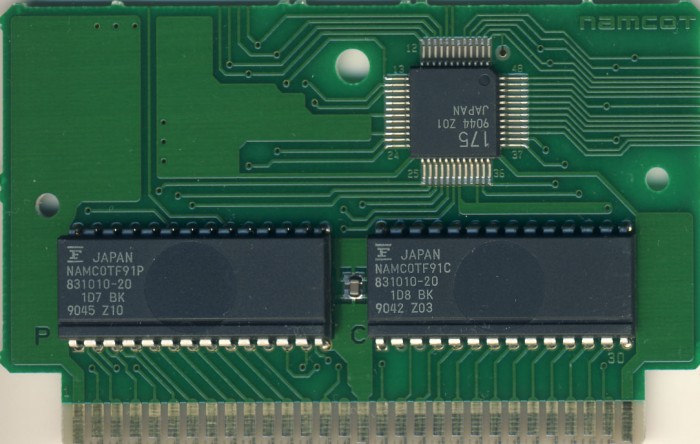 namcot
12
13
48
175
9044 Z01
JAPAN
24
37
25
36
JAPAN
NAMCOTF91P
831010-20
1D7 BK
9045 Z10
JAPAN
NAMCOTF91C
831010-20
1D8 BK
9042 Z03
P
C
30